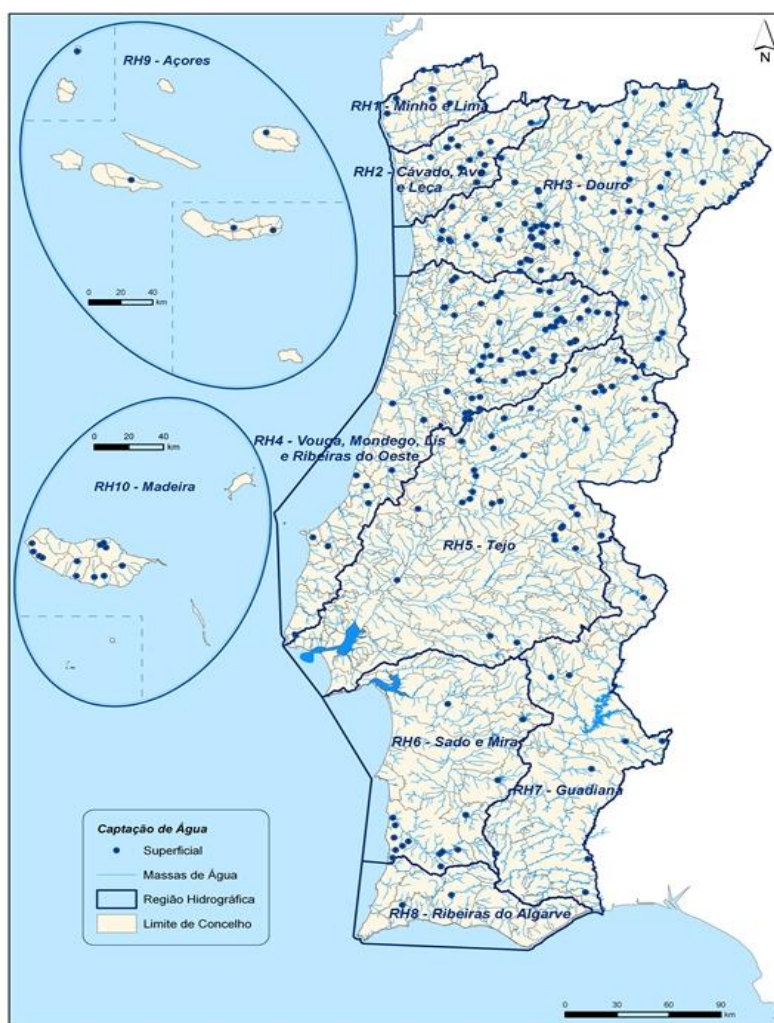 RH9 - Açores
N
RH1 - Minho e Lima
RH2 - Cávado, Ave
e Leça
RH3 - Douro
0 20 40
km
0 20 40
km
RH10 - Madeira
RH4 - Vouga, Mondego, Lis
e Ribeiras do Oeste
RH5 - Tejo
RH6 - Sado e Mira
RH7 - Guadiana
RH8 - Ribeiras do Algarve
Captação de Água
Superficial
Massas de Água
Região Hidrográfica
Limite de Concelho
0 30 60 90
km